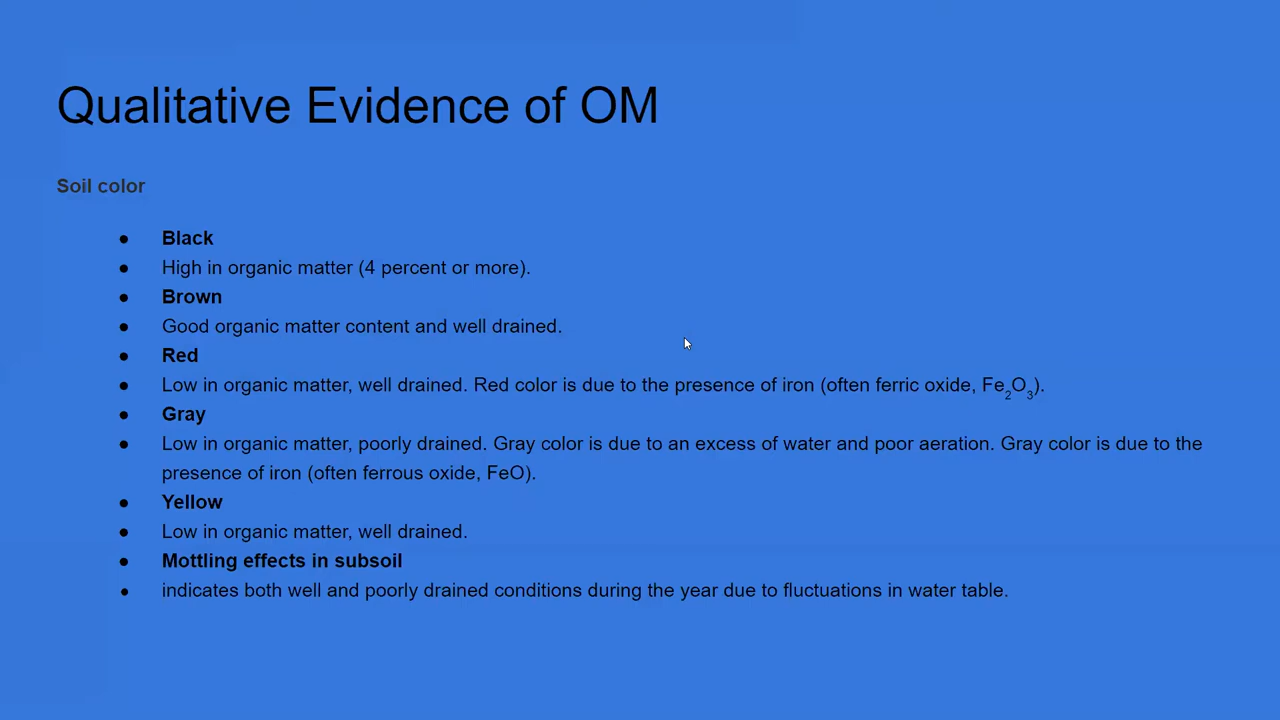 Qualitative Evidence of OM
Soil color
● Black
● High in organic matter (4 percent or more).
● Brown
● Good organic matter content and well drained.
● Red
● Low in organic matter, well drained. Red color is due to the presence of iron (often ferric oxide, Fe₂O₃).
● Gray
● Low in organic matter, poorly drained. Gray color is due to an excess of water and poor aeration. Gray color is due to the
presence of iron (often ferrous oxide, FeO).
● Yellow
● Low in organic matter, well drained.
● Mottling effects in subsoil
● indicates both well and poorly drained conditions during the year due to fluctuations in water table.